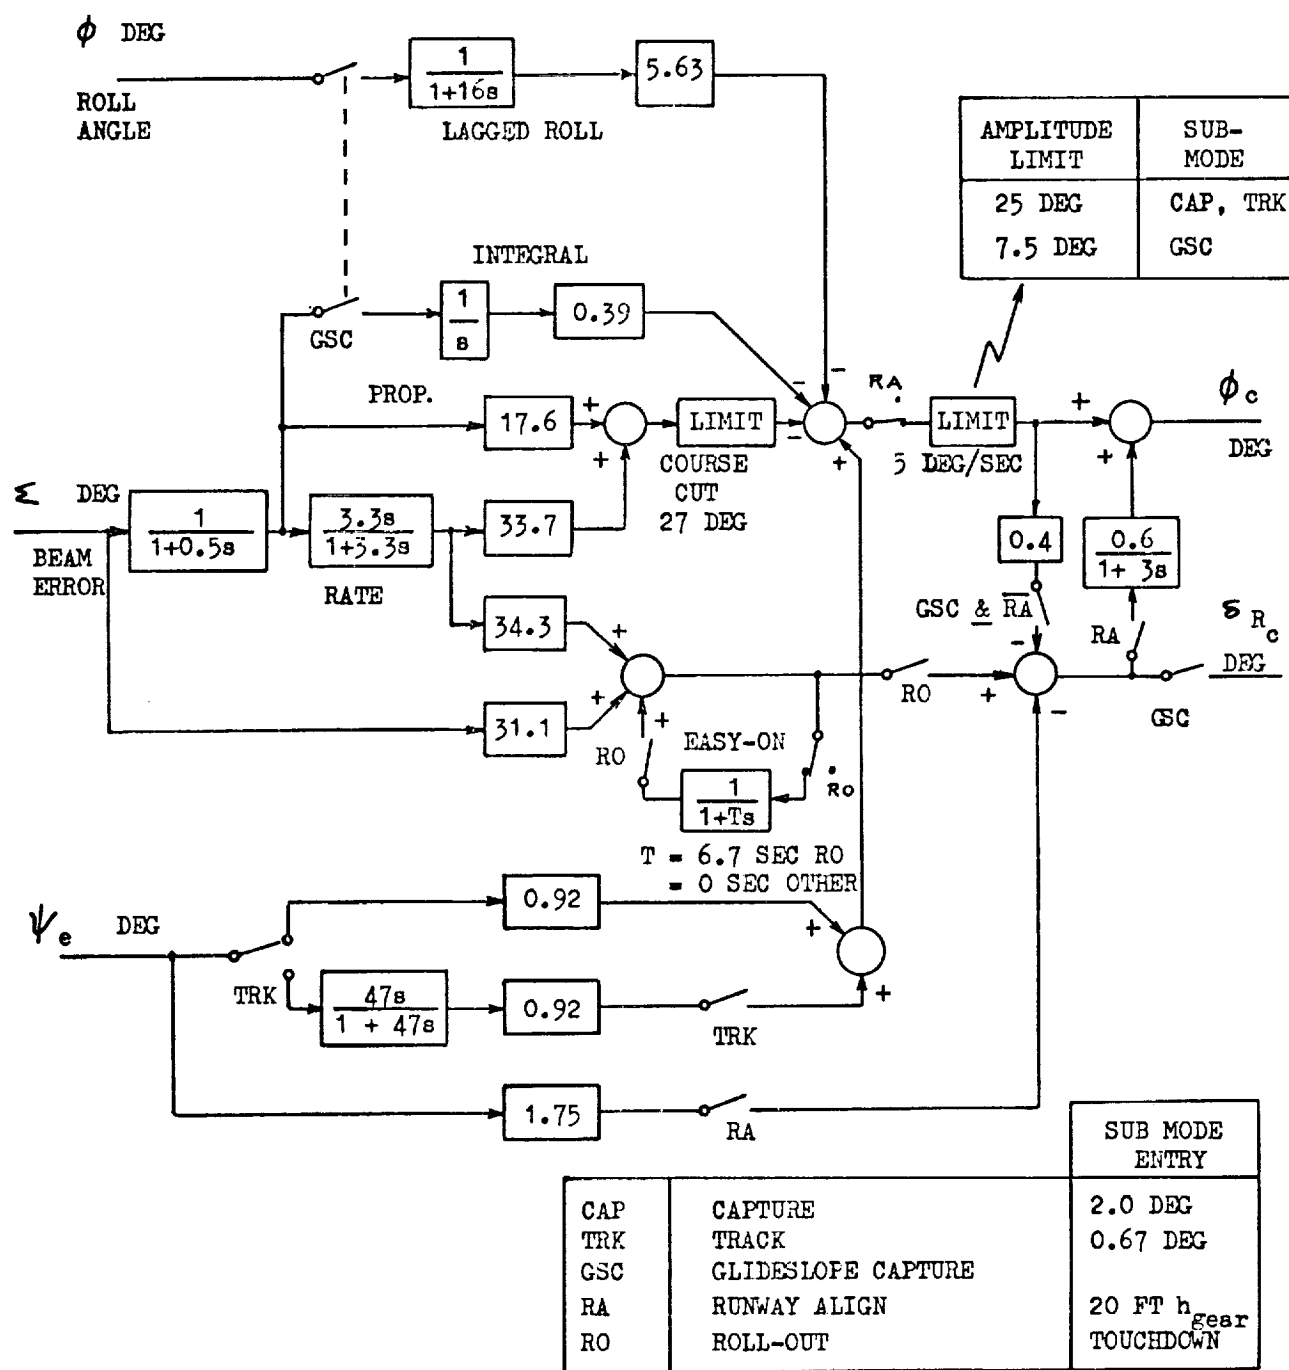 ϕ DEG
ROLL
ANGLE
1
1+16s
5.63
LAGGED ROLL
AMPLITUDE
LIMIT
SUB-
MODE
25 DEG
CAP, TRK
7.5 DEG
GSC
INTEGRAL
1
s
0.39
GSC
PROP.
17.6
+
+
LIMIT
COURSE
CUT
27 DEG
-
-
-
+
RA
LIMIT
5 DEG/SEC
+
+
ϕc
DEG
Σ DEG
BEAM
ERROR
1
1+0.5s
3.3s
1+3.3s
RATE
33.7
0.4
0.6
1+ 3s
GSC & R̅A̅
RA
34.3
+
31.1
+
+
RO
EASY-ON
1
1+Ts
RO
T = 6.7 SEC RO
= 0 SEC OTHER
RO
+
-
-
δRc
DEG
GSC
ψe
DEG
0.92
+
+
TRK
47s
1 + 47s
0.92
TRK
1.75
RA
SUB MODE
ENTRY
CAP CAPTURE 2.0 DEG
TRK TRACK 0.67 DEG
GSC GLIDESLOPE CAPTURE
RA RUNWAY ALIGN 20 FT hgear
RO ROLL-OUT TOUCHDOWN